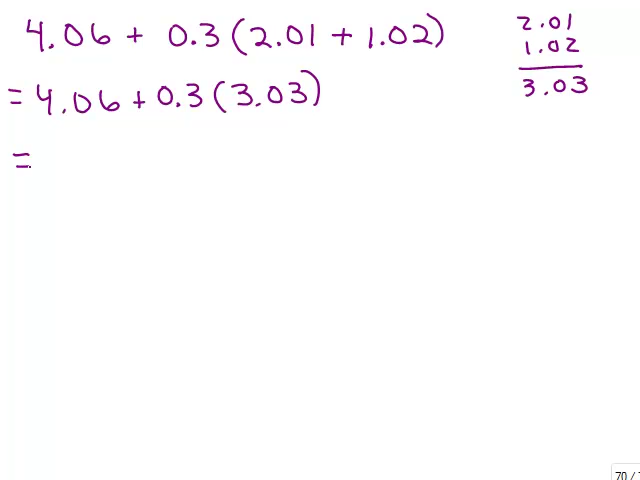 4.06 + 0.3 (2.01 + 1.02)
= 4.06 + 0.3 (3.03)
=
2.01
1.02
3.03
70 /